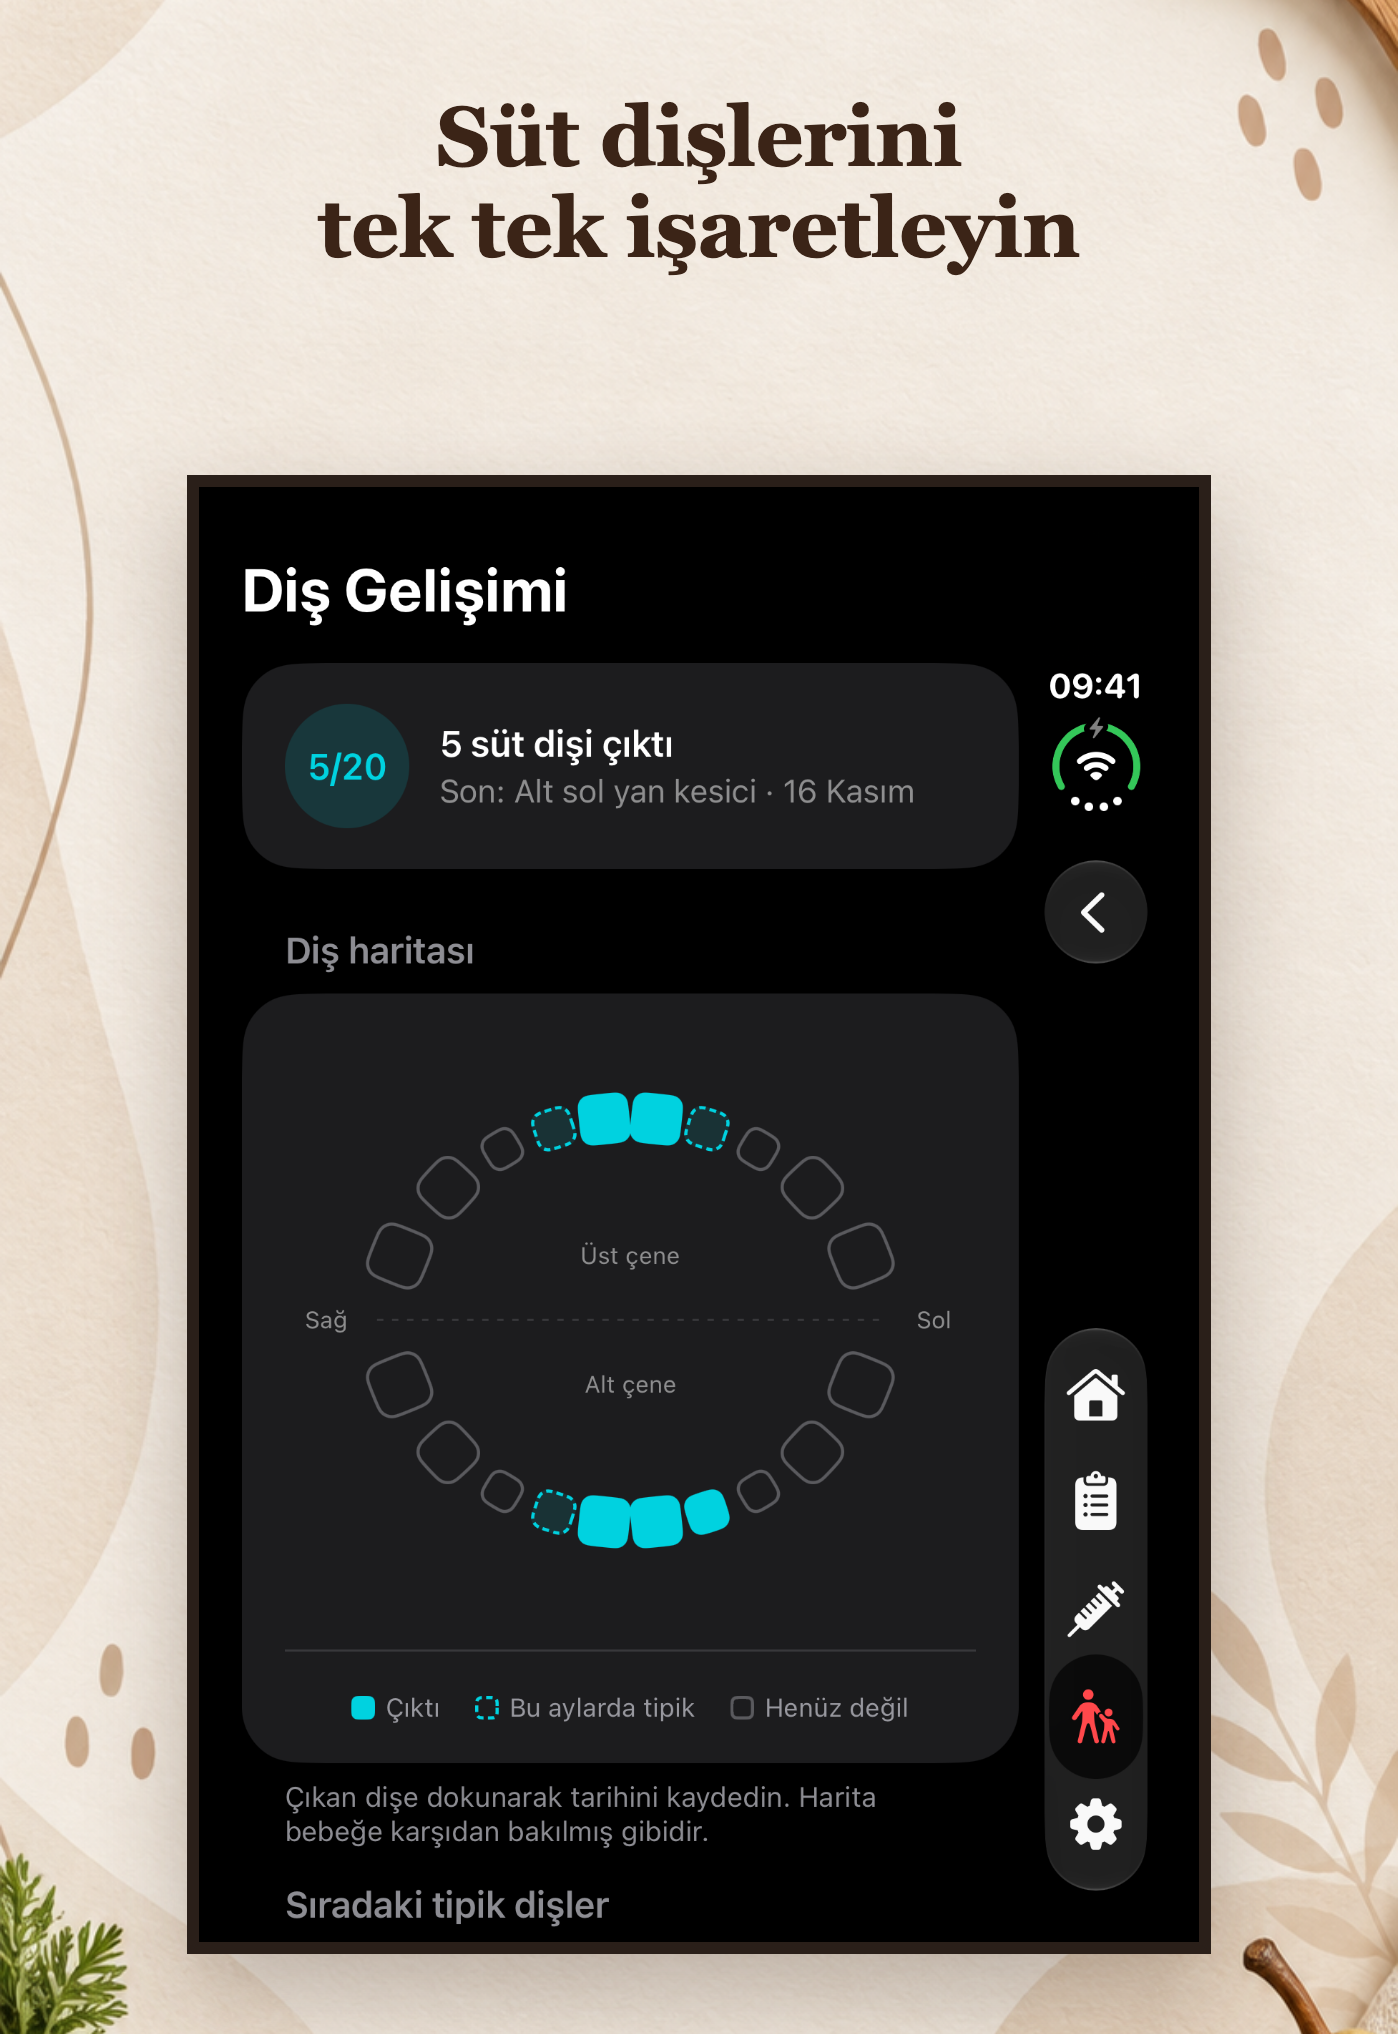 Süt dişlerini
tek tek işaretleyin
Diş Gelişimi
09:41
5/20
5 süt dişi çıktı
Son: Alt sol yan kesici · 16 Kasım
Diş haritası
Üst çene
Sağ
Sol
Alt çene
Çıktı
Bu aylarda tipik
Henüz değil
Çıkan dişe dokunarak tarihini kaydedin. Harita
bebeğe karşıdan bakılmış gibidir.
Sıradaki tipik dişler